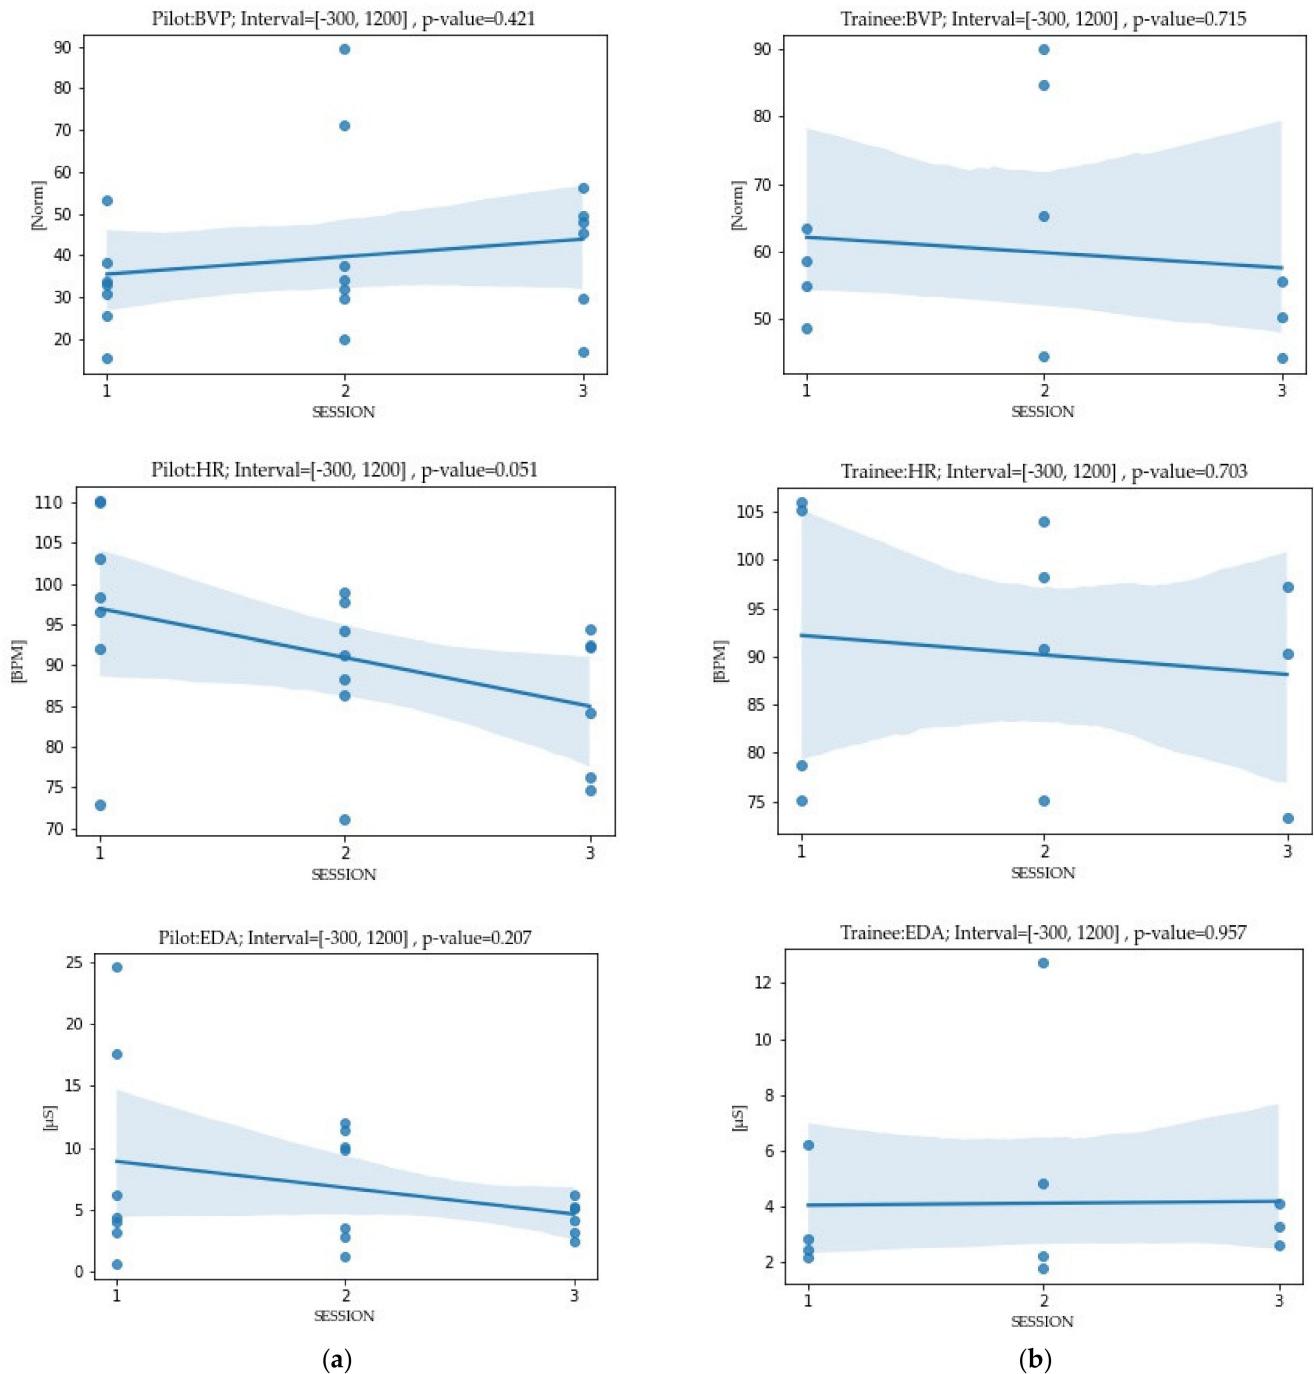 Pilot:BVP; Interval=[-300, 1200] , p-value=0.421
90
80
70
60
50
40
30
20
[Norm]
1 2 3
SESSION
Trainee:BVP; Interval=[-300, 1200] , p-value=0.715
90
80
70
60
50
[Norm]
1 2 3
SESSION
Pilot:HR; Interval=[-300, 1200] , p-value=0.051
110
105
100
95
90
85
80
75
70
[BPM]
1 2 3
SESSION
Trainee:HR; Interval=[-300, 1200] , p-value=0.703
105
100
95
90
85
80
75
[BPM]
1 2 3
SESSION
Pilot:EDA; Interval=[-300, 1200] , p-value=0.207
25
20
15
10
5
0
[µS]
1 2 3
SESSION
Trainee:EDA; Interval=[-300, 1200] , p-value=0.957
12
10
8
6
4
2
[µS]
1 2 3
SESSION
(a)
(b)